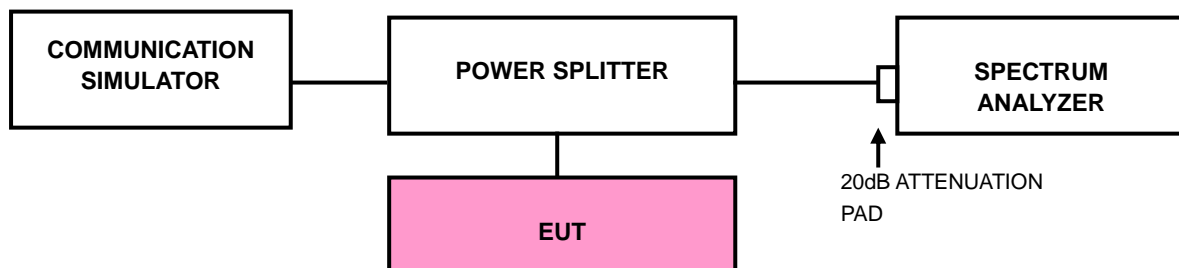 COMMUNICATION
SIMULATOR
POWER SPLITTER
SPECTRUM
ANALYZER
20dB ATTENUATION
PAD
EUT